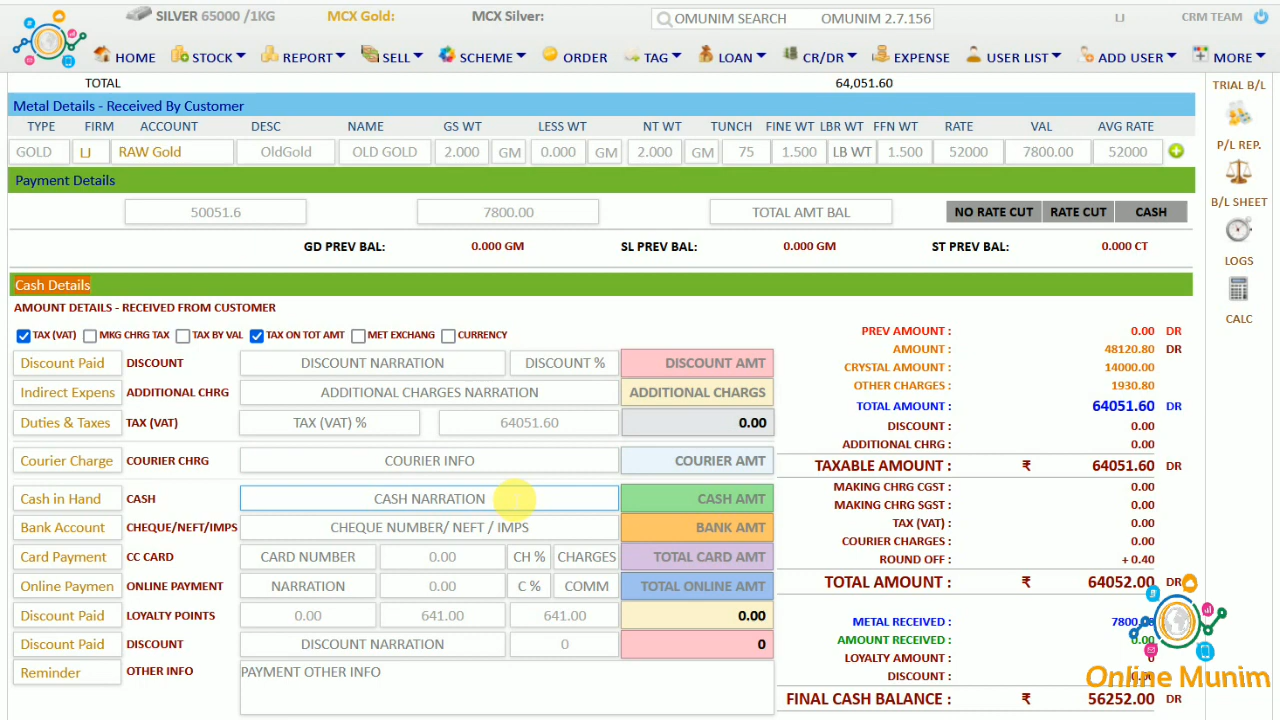 SILVER 65000 /1KG MCX Gold: MCX Silver: OMUNIM SEARCH OMUNIM 2.7.156 LJ CRM TEAM
HOME STOCK REPORT SELL SCHEME ORDER TAG LOAN CR/DR EXPENSE USER LIST ADD USER MORE
TOTAL 64,051.60
TRIAL B/L
Metal Details - Received By Customer
TYPE FIRM ACCOUNT DESC NAME GS WT LESS WT NT WT TUNCH FINE WT LBR WT FFN WT RATE VAL AVG RATE
GOLD LJ RAW Gold OldGold OLD GOLD 2.000 GM 0.000 GM 2.000 GM 75 1.500 LB WT 1.500 52000 7800.00 52000
P/L REP.
Payment Details
B/L SHEET
50051.6 7800.00 TOTAL AMT BAL NO RATE CUT RATE CUT CASH
GD PREV BAL: 0.000 GM SL PREV BAL: 0.000 GM ST PREV BAL: 0.000 CT
LOGS
Cash Details
AMOUNT DETAILS - RECEIVED FROM CUSTOMER
CALC
TAX (VAT) MKG CHRG TAX TAX BY VAL TAX ON TOT AMT MET EXCHANG CURRENCY
Discount Paid DISCOUNT DISCOUNT NARRATION DISCOUNT % DISCOUNT AMT
Indirect Expens ADDITIONAL CHRG ADDITIONAL CHARGES NARRATION ADDITIONAL CHARGS
Duties & Taxes TAX (VAT) TAX (VAT) % 64051.60 0.00
Courier Charge COURIER CHRG COURIER INFO COURIER AMT
Cash in Hand CASH CASH NARRATION CASH AMT
Bank Account CHEQUE/NEFT/IMPS CHEQUE NUMBER/ NEFT / IMPS BANK AMT
Card Payment CC CARD CARD NUMBER 0.00 CH % CHARGES TOTAL CARD AMT
Online Paymen ONLINE PAYMENT NARRATION 0.00 C % COMM TOTAL ONLINE AMT
Discount Paid LOYALTY POINTS 0.00 641.00 641.00 0.00
Discount Paid DISCOUNT DISCOUNT NARRATION 0 0
Reminder OTHER INFO PAYMENT OTHER INFO
PREV AMOUNT : 0.00 DR
AMOUNT : 48120.80 DR
CRYSTAL AMOUNT : 14000.00
OTHER CHARGES : 1930.80
TOTAL AMOUNT : 64051.60 DR
DISCOUNT : 0.00
ADDITIONAL CHRG : 0.00
TAXABLE AMOUNT : ₹ 64051.60 DR
MAKING CHRG CGST : 0.00
MAKING CHRG SGST : 0.00
TAX (VAT) : 0.00
COURIER CHARGES : 0.00
ROUND OFF : + 0.40
TOTAL AMOUNT : ₹ 64052.00 DR
METAL RECEIVED : 7800.00
AMOUNT RECEIVED : 0.00
LOYALTY AMOUNT : 0
DISCOUNT :
Online Munim
FINAL CASH BALANCE : ₹ 56252.00 DR